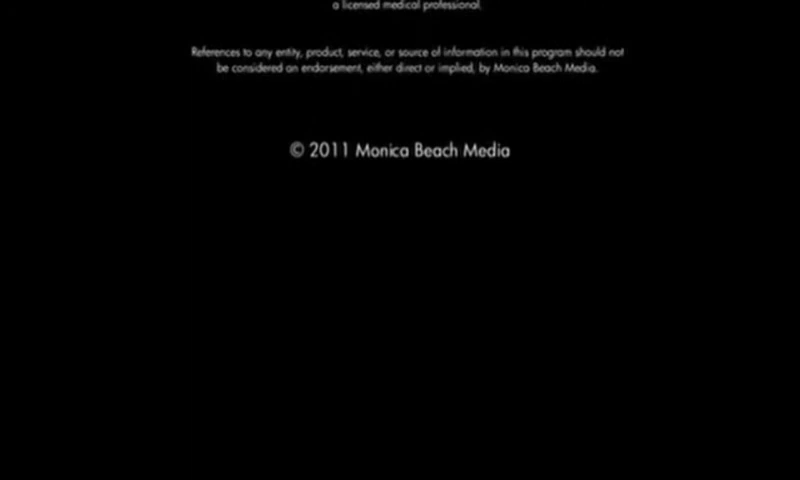 a licensed medical professional.
References to any entity, product, service, or source of information in this program should not
be considered an endorsement, either direct or implied, by Monica Beach Media.
© 2011 Monica Beach Media